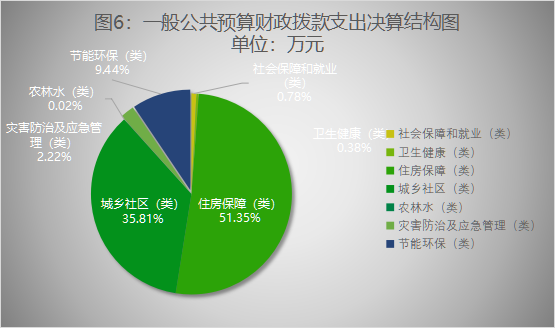 图6：一般公共预算财政拨款支出决算结构图
单位：万元
节能环保（类）
9.44%
社会保障和就业
（类）
0.78%
农林水（类）
0.02%
灾害防治及应急管
理（类）
2.22%
卫生健康（类）
0.38%
城乡社区（类）
35.81%
住房保障（类）
51.35%
社会保障和就业（类）
卫生健康（类）
住房保障（类）
城乡社区（类）
农林水（类）
灾害防治及应急管理（类）
节能环保（类）